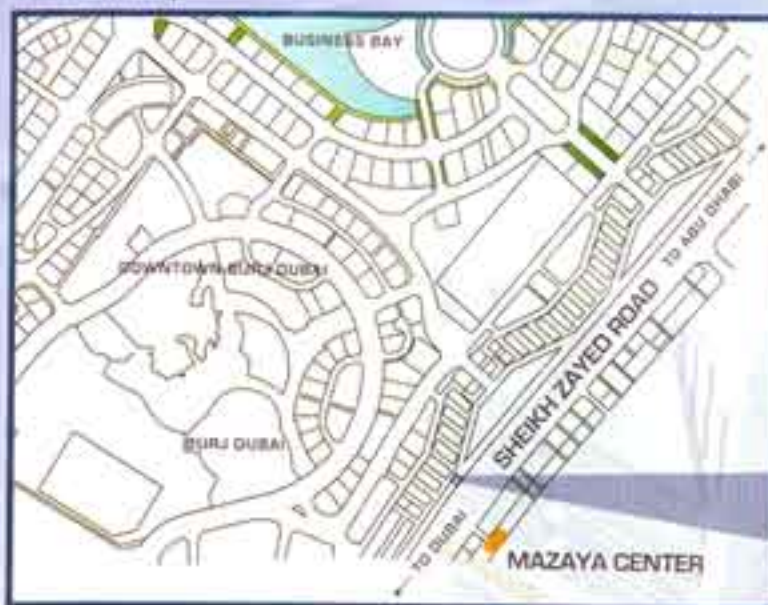 BUSINESS BAY
DOWNTOWN BURJ DUBAI
TO ABU DHABI
SHEIKH ZAYED ROAD
BURJ DUBAI
TO DUBAI
MAZAYA CENTER